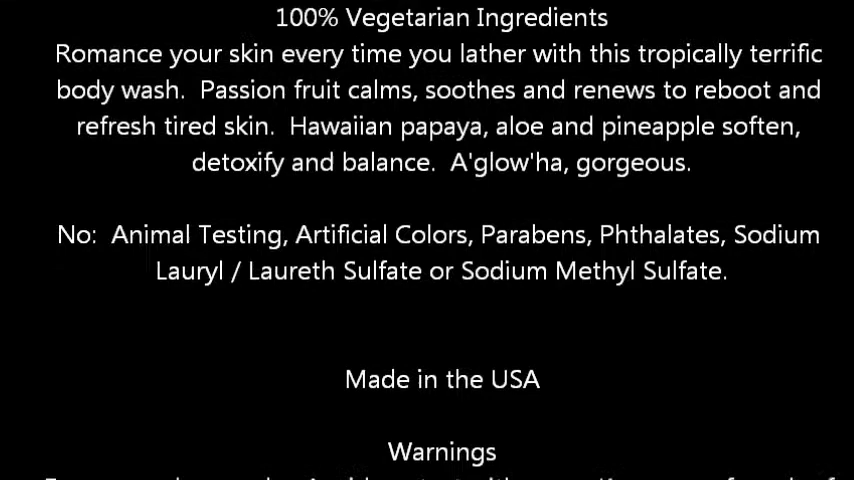 100% Vegetarian Ingredients
Romance your skin every time you lather with this tropically terrific
body wash.  Passion fruit calms, soothes and renews to reboot and
refresh tired skin.  Hawaiian papaya, aloe and pineapple soften,
detoxify and balance.  A'glow'ha, gorgeous.
No:  Animal Testing, Artificial Colors, Parabens, Phthalates, Sodium
Lauryl / Laureth Sulfate or Sodium Methyl Sulfate.
Made in the USA
Warnings